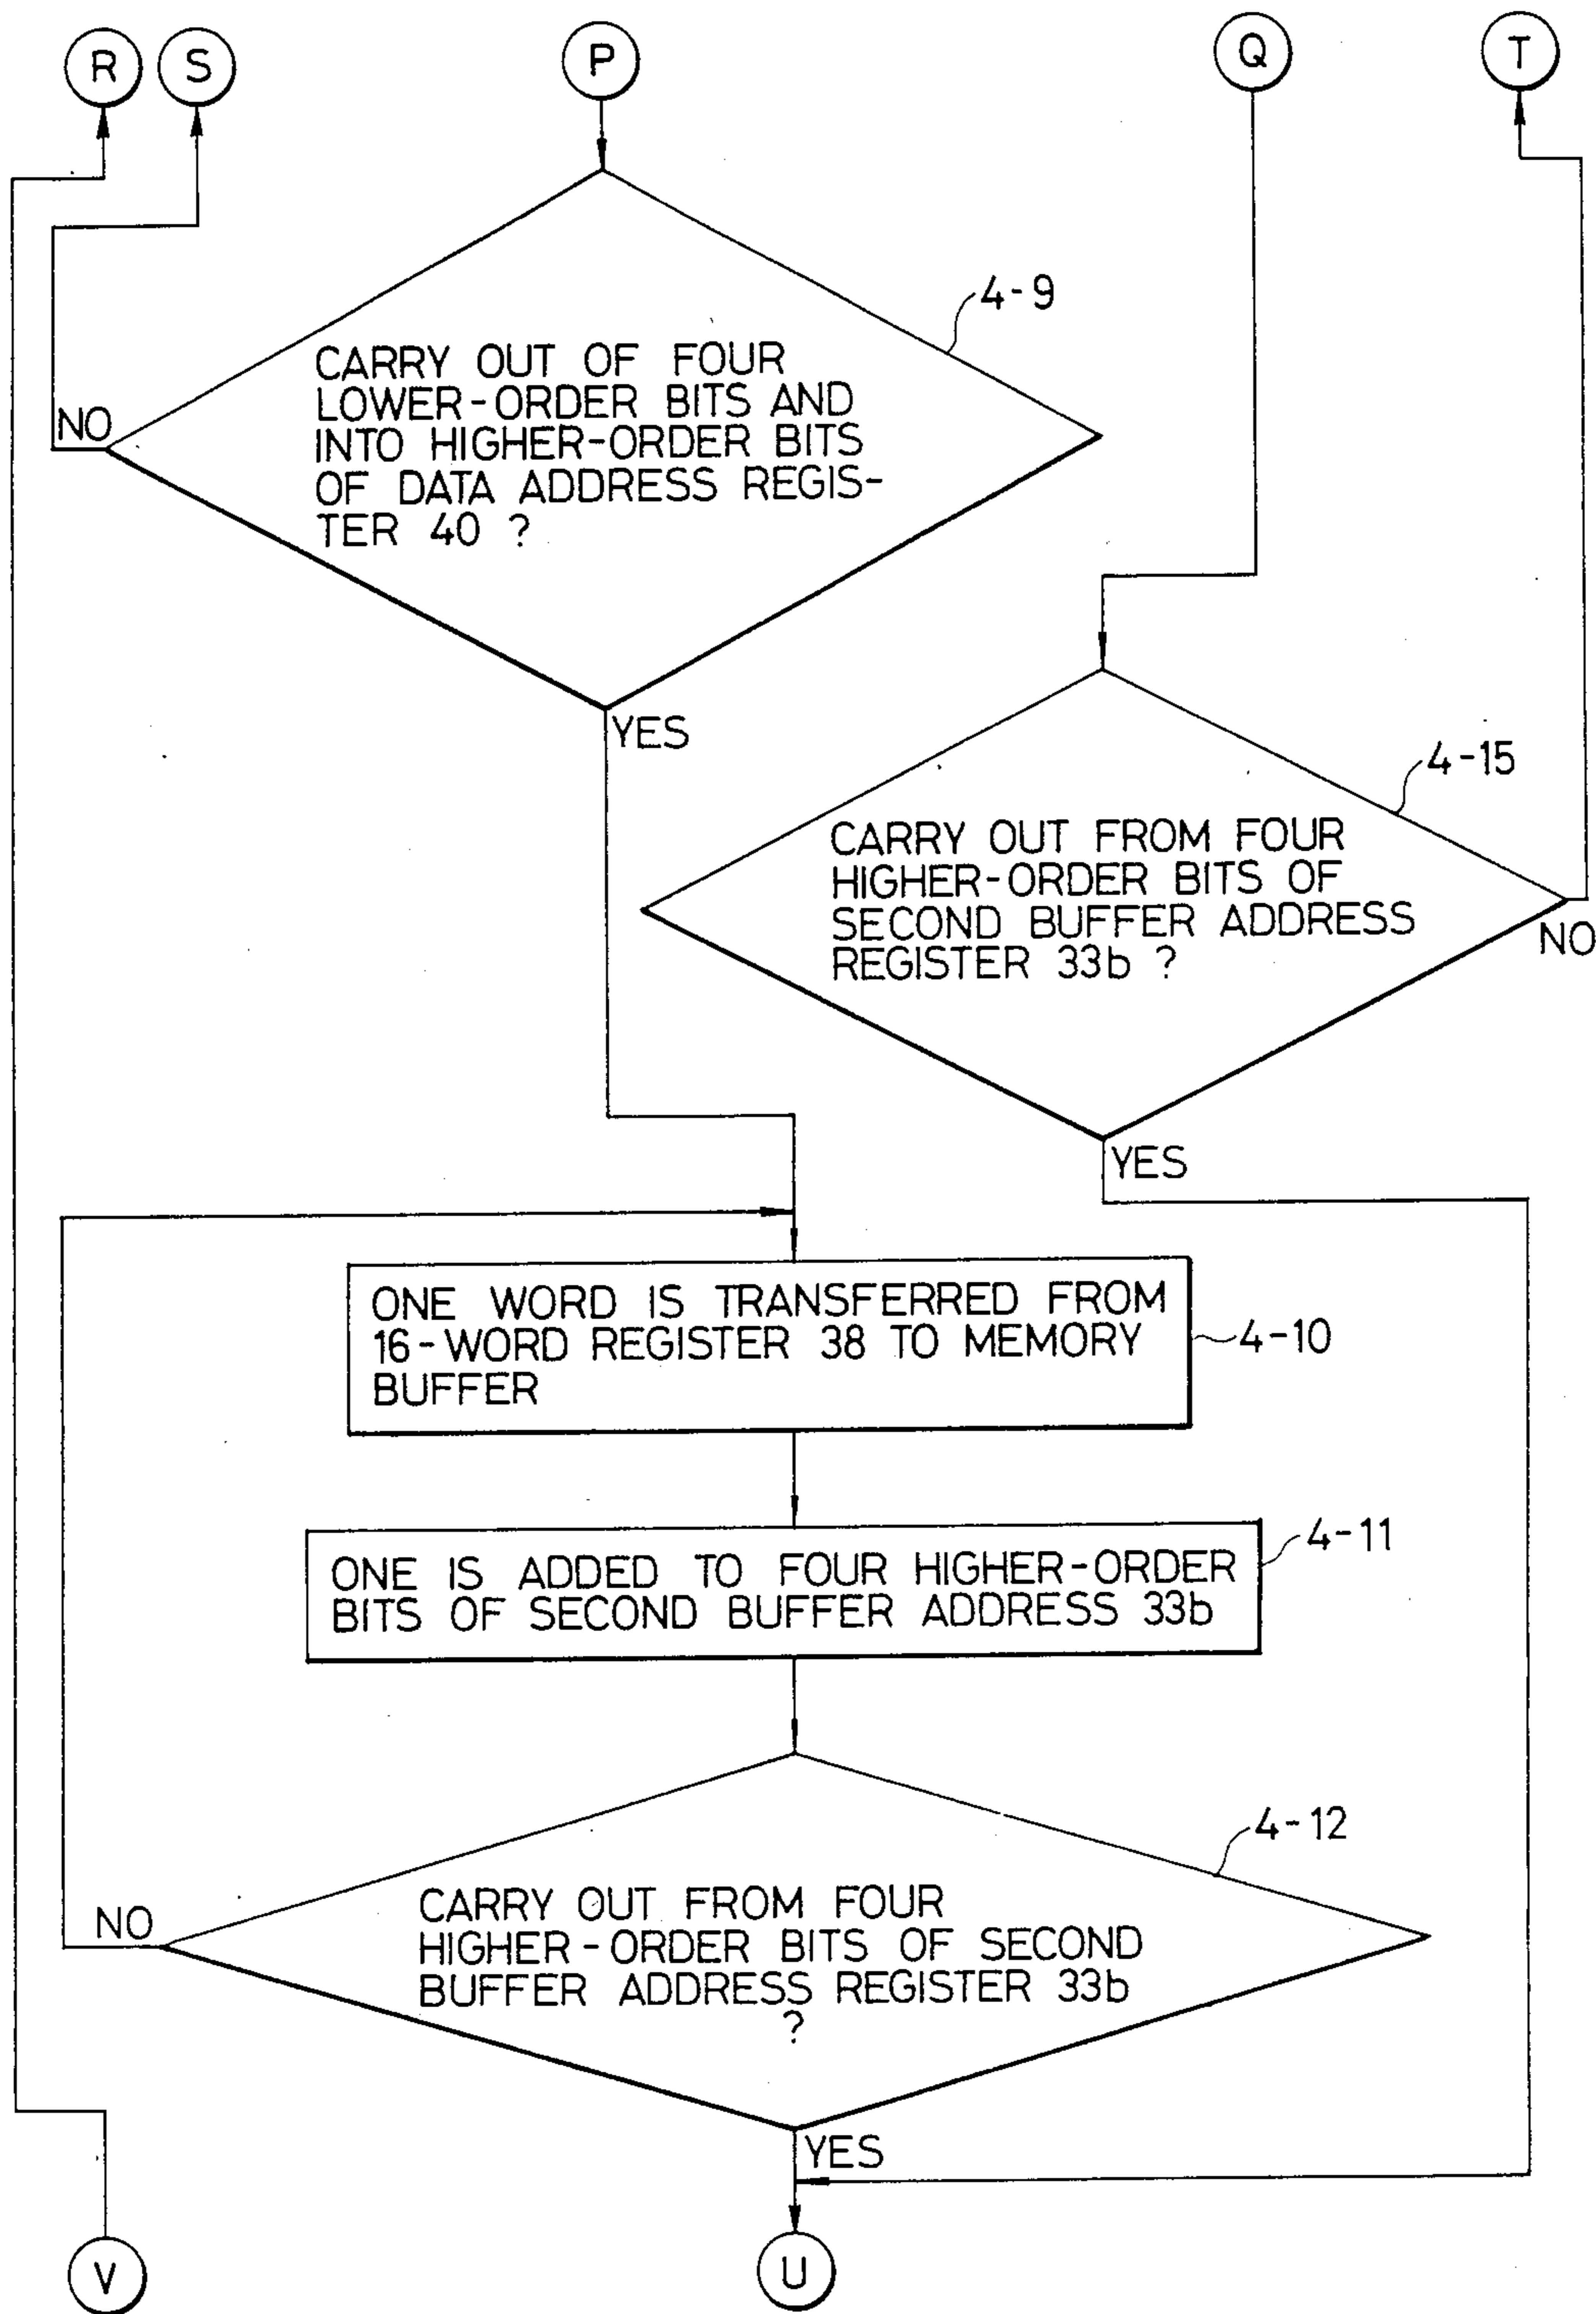 R
S
P
Q
T
4-9
CARRY OUT OF FOUR
LOWER-ORDER BITS AND
INTO HIGHER-ORDER BITS
OF DATA ADDRESS REGIS-
TER 40 ?
NO
YES
4-15
CARRY OUT FROM FOUR
HIGHER-ORDER BITS OF
SECOND BUFFER ADDRESS
REGISTER 33b ?
NO
YES
ONE WORD IS TRANSFERRED FROM
16-WORD REGISTER 38 TO MEMORY
BUFFER
4-10
4-11
ONE IS ADDED TO FOUR HIGHER-ORDER
BITS OF SECOND BUFFER ADDRESS 33b
4-12
NO
CARRY OUT FROM FOUR
HIGHER-ORDER BITS OF SECOND
BUFFER ADDRESS REGISTER 33b
?
YES
V
U